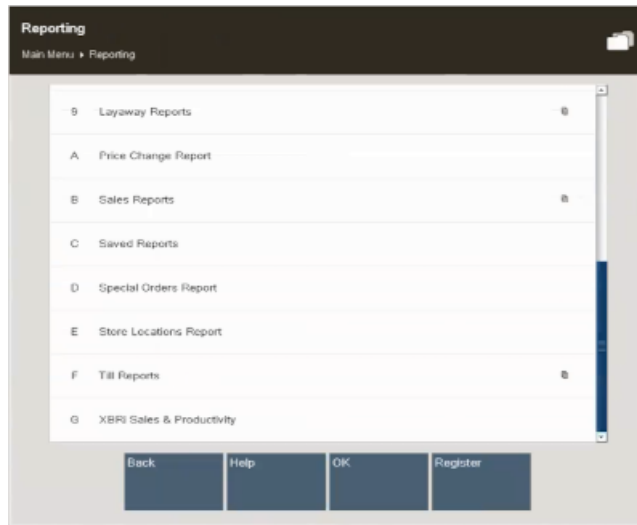 Reporting
Main Menu ▸ Reporting
9 Layaway Reports
A Price Change Report
B Sales Reports
C Saved Reports
D Special Orders Report
E Store Locations Report
F Till Reports
G XBRi Sales & Productivity
Back Help OK Register